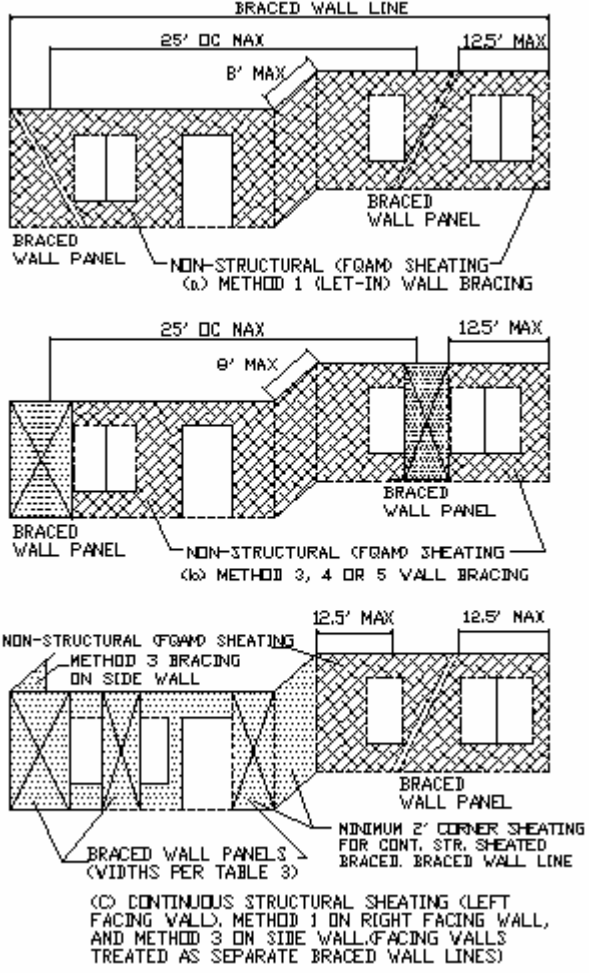 BRACED WALL LINE
25' OC NAX
12.5' MAX
8' MAX
BRACED
WALL PANEL
BRACED
WALL PANEL
NON-STRUCTURAL (FOAM) SHEATING
(a) METHOD 1 (LET-IN) WALL BRACING
25' OC NAX
12.5' MAX
8' MAX
BRACED
WALL PANEL
BRACED
WALL PANEL
NON-STRUCTURAL (FOAM) SHEATING
(b) METHOD 3, 4 OR 5 WALL BRACING
12.5' MAX
12.5' NAX
NON-STRUCTURAL (FOAM) SHEATING
METHOD 3 BRACING
ON SIDE WALL
BRACED
WALL PANEL
MINIMUM 2' CORNER SHEATING
FOR CONT. STR. SHEATED
BRACED. BRACED WALL LINE
BRACED WALL PANELS
(WIDTHS PER TABLE 3)
(C) CONTINUOUS STRUCTURAL SHEATING (LEFT
FACING WALL), METHOD 1 ON RIGHT FACING WALL,
AND METHOD 3 ON SIDE WALL.(FACING WALLS
TREATED AS SEPARATE BRACED WALL LINES)